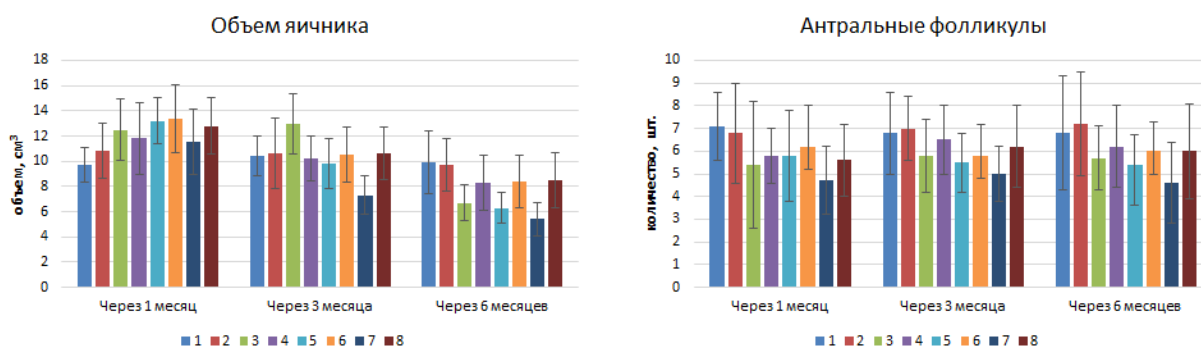 Объем яичника
объем, см³
18
16
14
12
10
8
6
4
2
0
Через 1 месяц Через 3 месяца Через 6 месяцев
1 2 3 4 5 6 7 8
Антральные фолликулы
количество, шт.
10
9
8
7
6
5
4
3
2
1
0
Через 1 месяц Через 3 месяца Через 6 месяцев
1 2 3 4 5 6 7 8